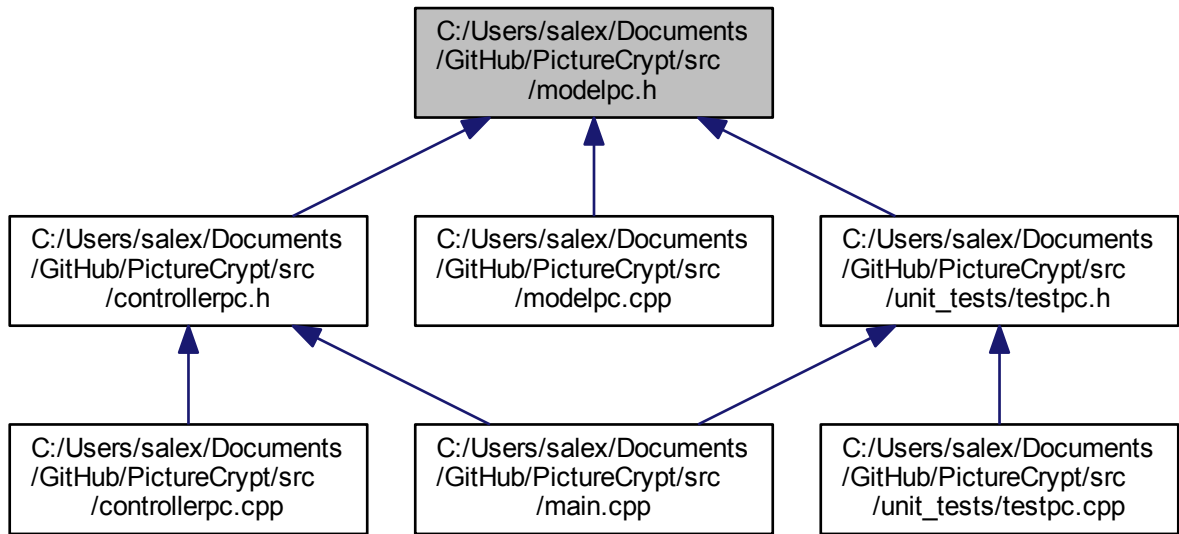 C:/Users/salex/Documents
/GitHub/PictureCrypt/src
/modelpc.h
C:/Users/salex/Documents
/GitHub/PictureCrypt/src
/controllerpc.h
C:/Users/salex/Documents
/GitHub/PictureCrypt/src
/modelpc.cpp
C:/Users/salex/Documents
/GitHub/PictureCrypt/src
/unit_tests/testpc.h
C:/Users/salex/Documents
/GitHub/PictureCrypt/src
/controllerpc.cpp
C:/Users/salex/Documents
/GitHub/PictureCrypt/src
/main.cpp
C:/Users/salex/Documents
/GitHub/PictureCrypt/src
/unit_tests/testpc.cpp